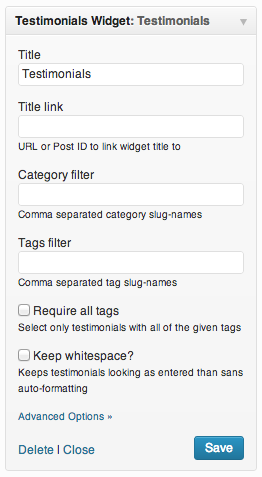 Testimonials Widget: Testimonials
Title
Testimonials
Title link
URL or Post ID to link widget title to
Category filter
Comma separated category slug-names
Tags filter
Comma separated tag slug-names
Require all tags
Select only testimonials with all of the given tags
Keep whitespace?
Keeps testimonials looking as entered than sans
auto-formatting
Advanced Options »
Delete | Close
Save